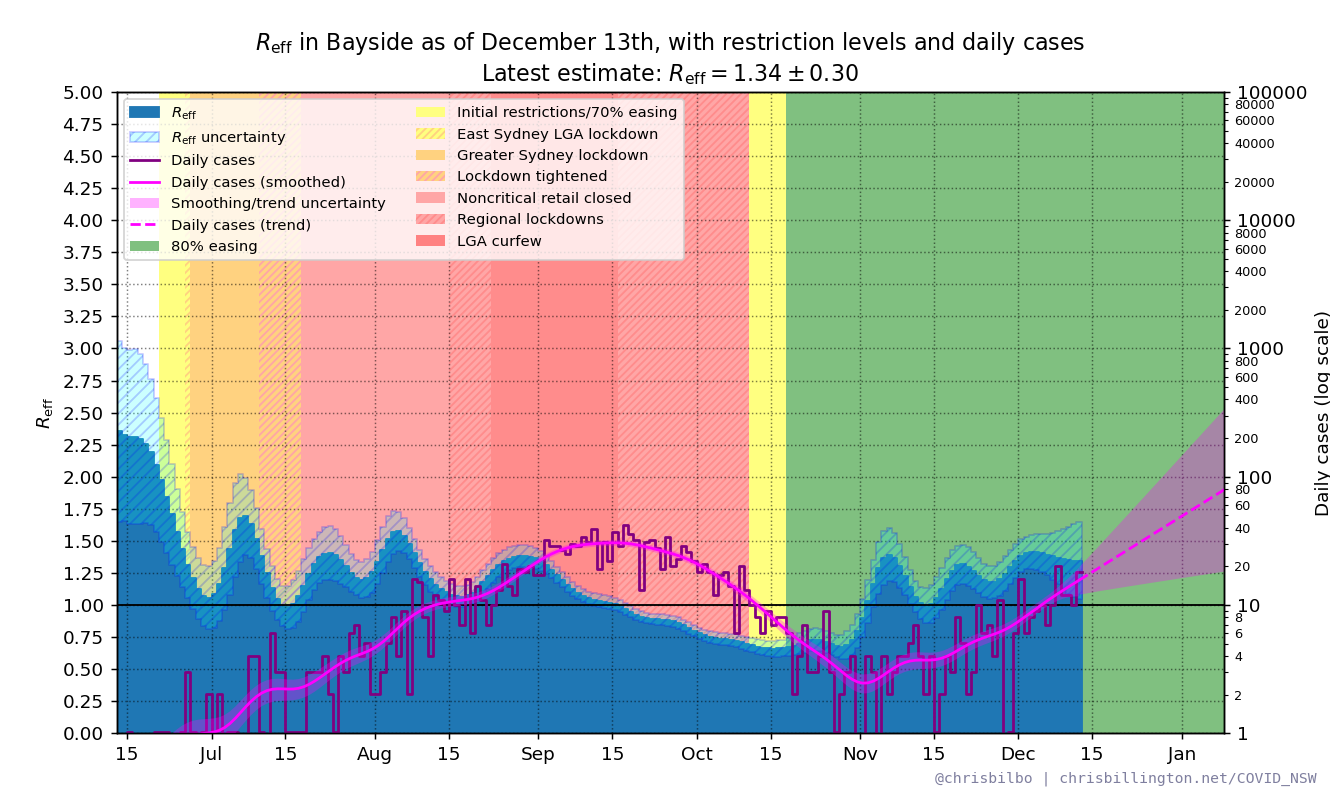 Reff in Bayside as of December 13th, with restriction levels and daily cases
Latest estimate: Reff = 1.34 ± 0.30
Reff
Reff uncertainty
Daily cases
Daily cases (smoothed)
Smoothing/trend uncertainty
Daily cases (trend)
80% easing
Initial restrictions/70% easing
East Sydney LGA lockdown
Greater Sydney lockdown
Lockdown tightened
Noncritical retail closed
Regional lockdowns
LGA curfew
5.00
4.75
4.50
4.25
4.00
3.75
3.50
3.25
3.00
2.75
2.50
2.25
2.00
1.75
1.50
1.25
1.00
0.75
0.50
0.25
0.00
Reff
100000
80000
60000
40000
20000
10000
8000
6000
4000
2000
1000
800
600
400
200
100
80
60
40
20
10
8
6
4
2
1
Daily cases (log scale)
15 Jul 15 Aug 15 Sep 15 Oct 15 Nov 15 Dec 15 Jan
@chrisbilbo | chrisbillington.net/COVID_NSW